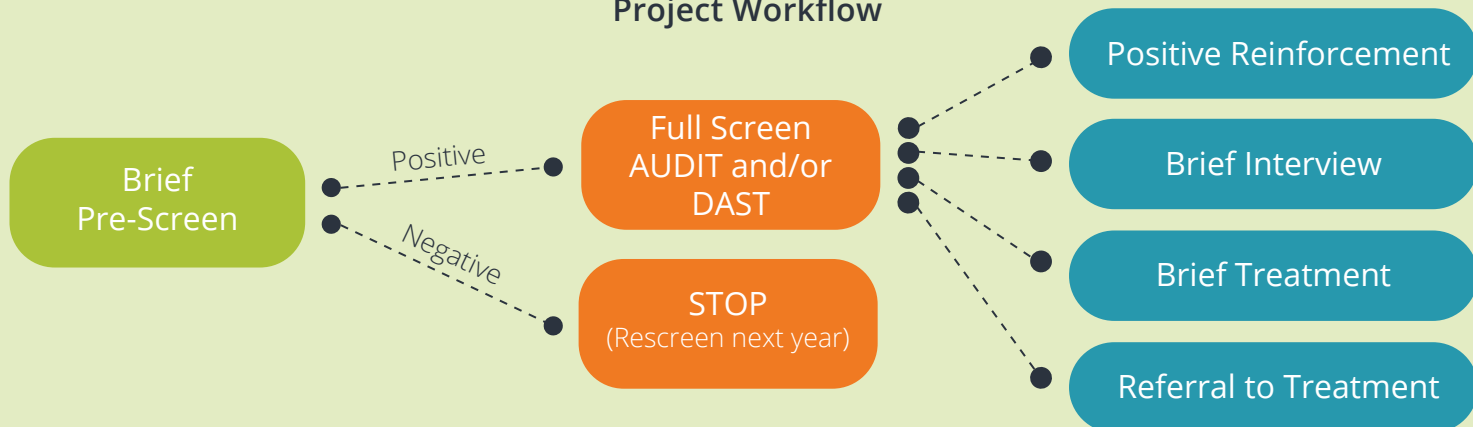 Project Workflow
Brief
Pre-Screen
Positive
Negative
Full Screen
AUDIT and/or
DAST
STOP
(Rescreen next year)
Positive Reinforcement
Brief Interview
Brief Treatment
Referral to Treatment